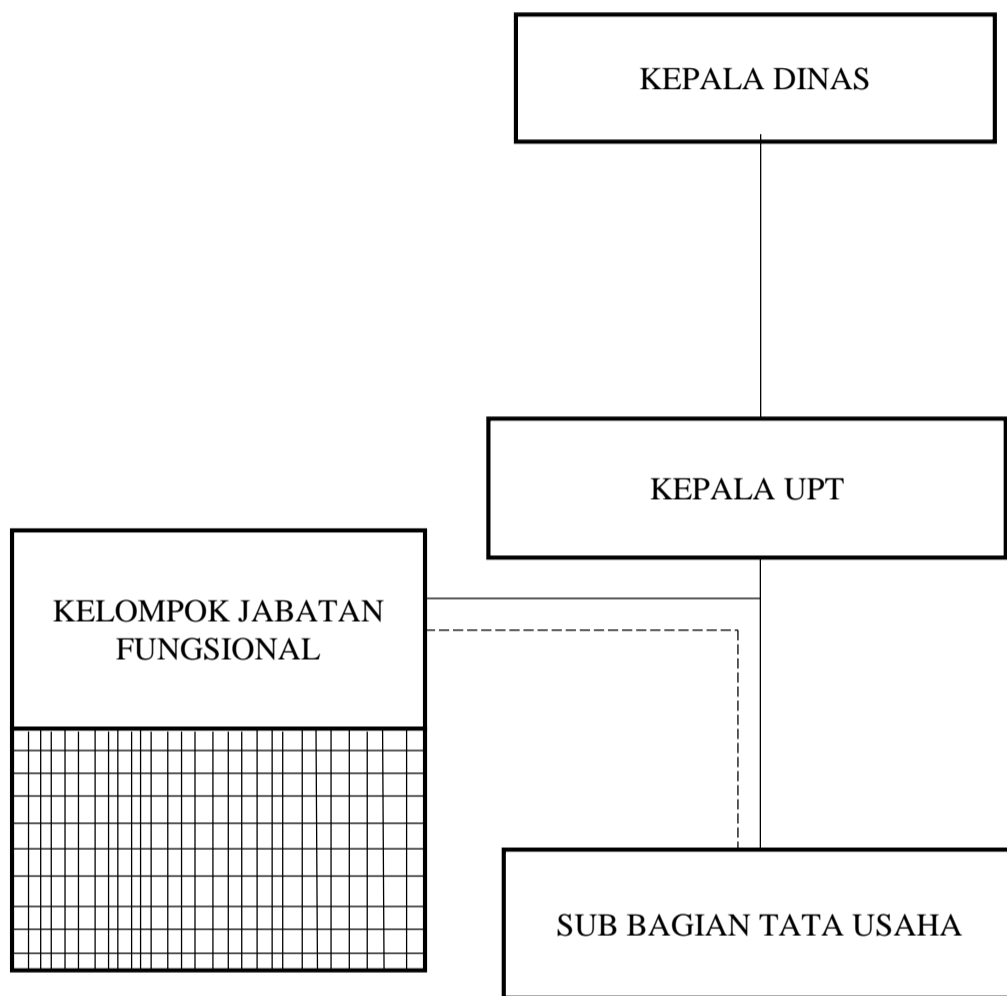 KEPALA DINAS
KEPALA UPT
KELOMPOK JABATAN
FUNGSIONAL
SUB BAGIAN TATA USAHA